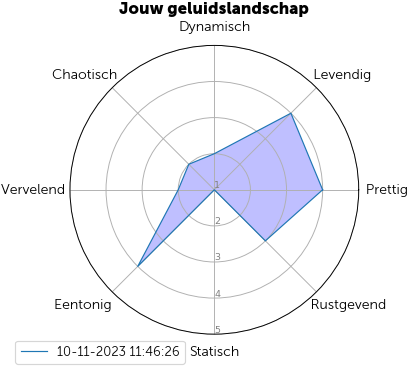 Jouw geluidslandschap
Dynamisch
Chaotisch
Levendig
Vervelend
1
Prettig
2
3
Eentonig
4
Rustgevend
5
10-11-2023 11:46:26
Statisch